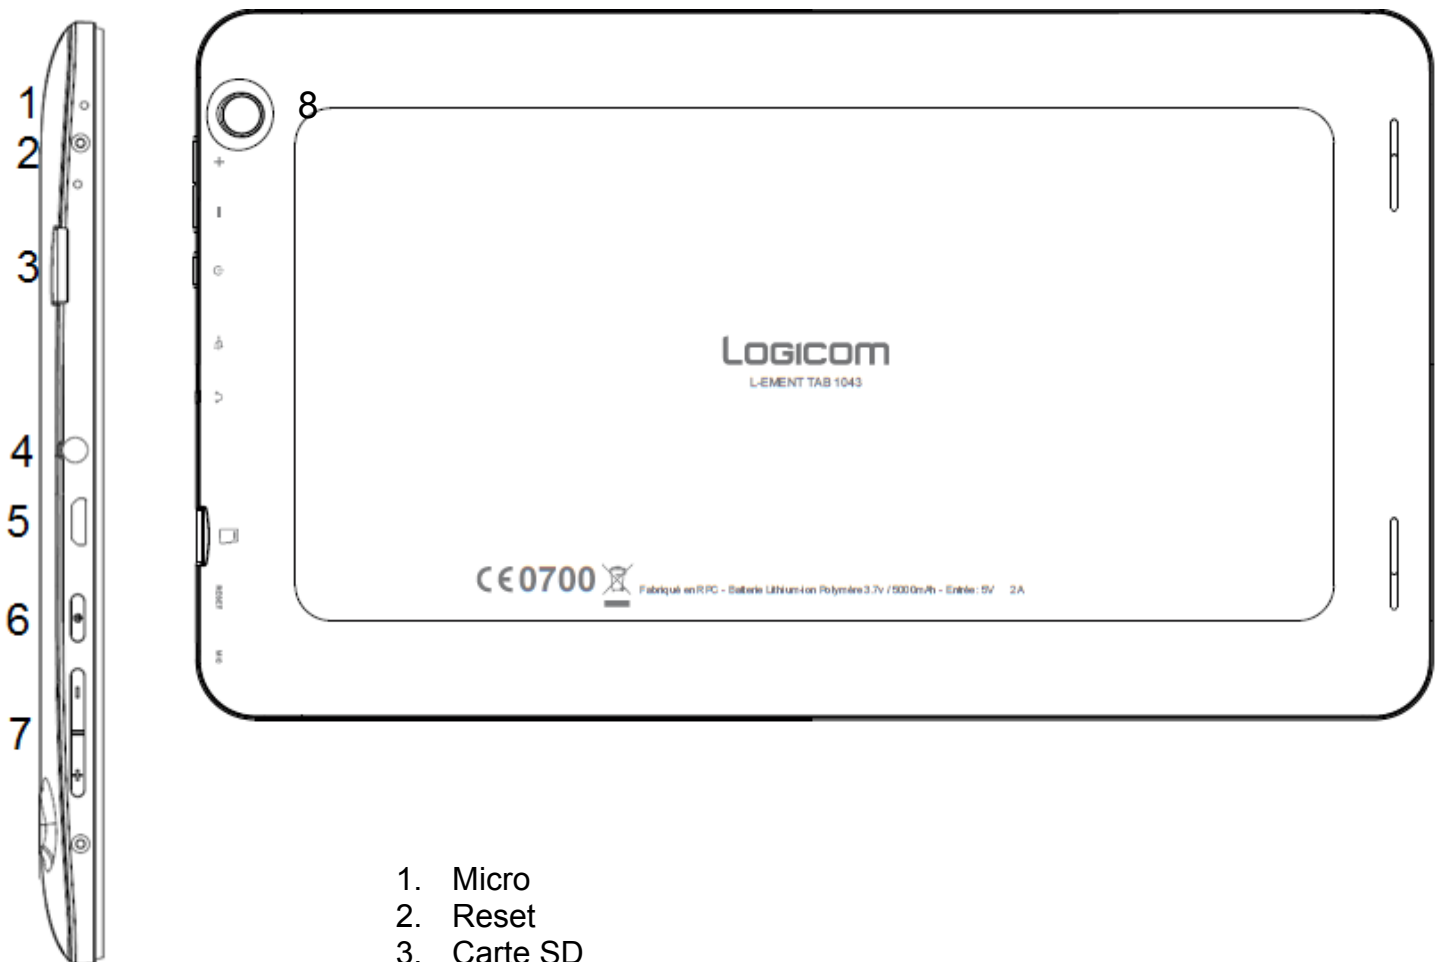 1
2
3
4
5
6
7
8
LOGICOM
L-EMENT TAB 1043
CE0700 Fabriqué en RPC - Batterie Lithium-ion Polymère 3.7v / 5000mAh - Entrée : 5V 2A
RESET
MIC
1. Micro
2. Reset
3. Carte SD